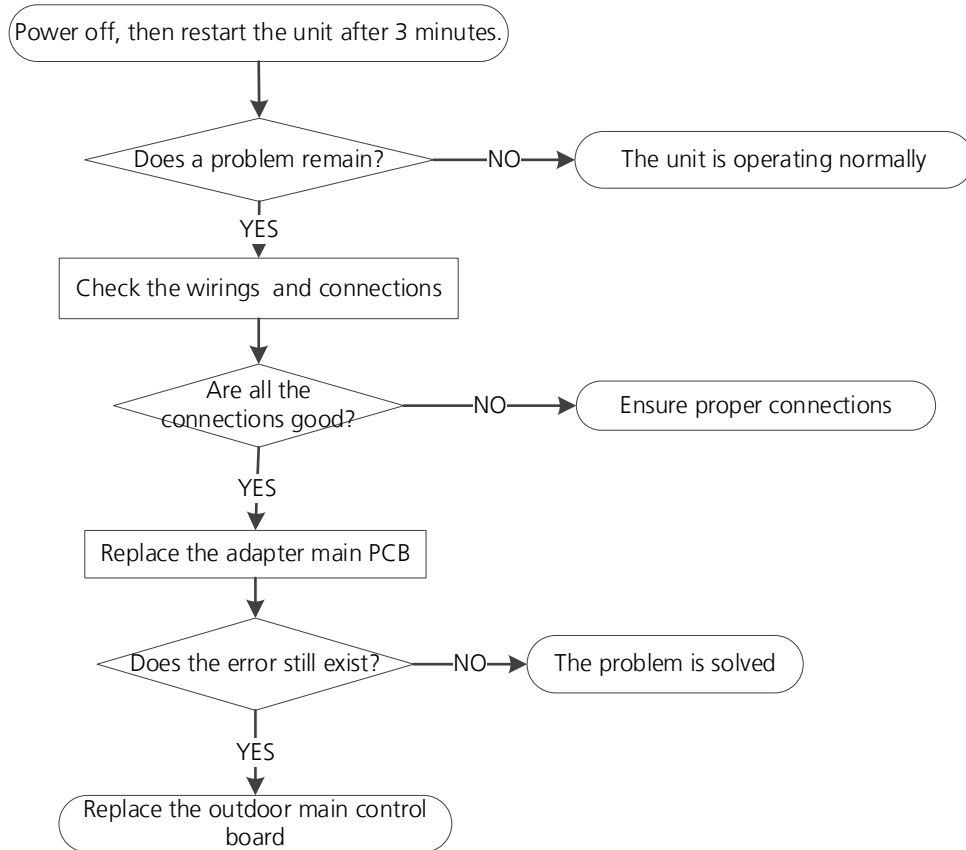 Power off, then restart the unit after 3 minutes.
Does a problem remain?
NO
The unit is operating normally
YES
Check the wirings  and connections
Are all the
connections good?
NO
Ensure proper connections
YES
Replace the adapter main PCB
Does the error still exist?
NO
The problem is solved
YES
Replace the outdoor main control
board